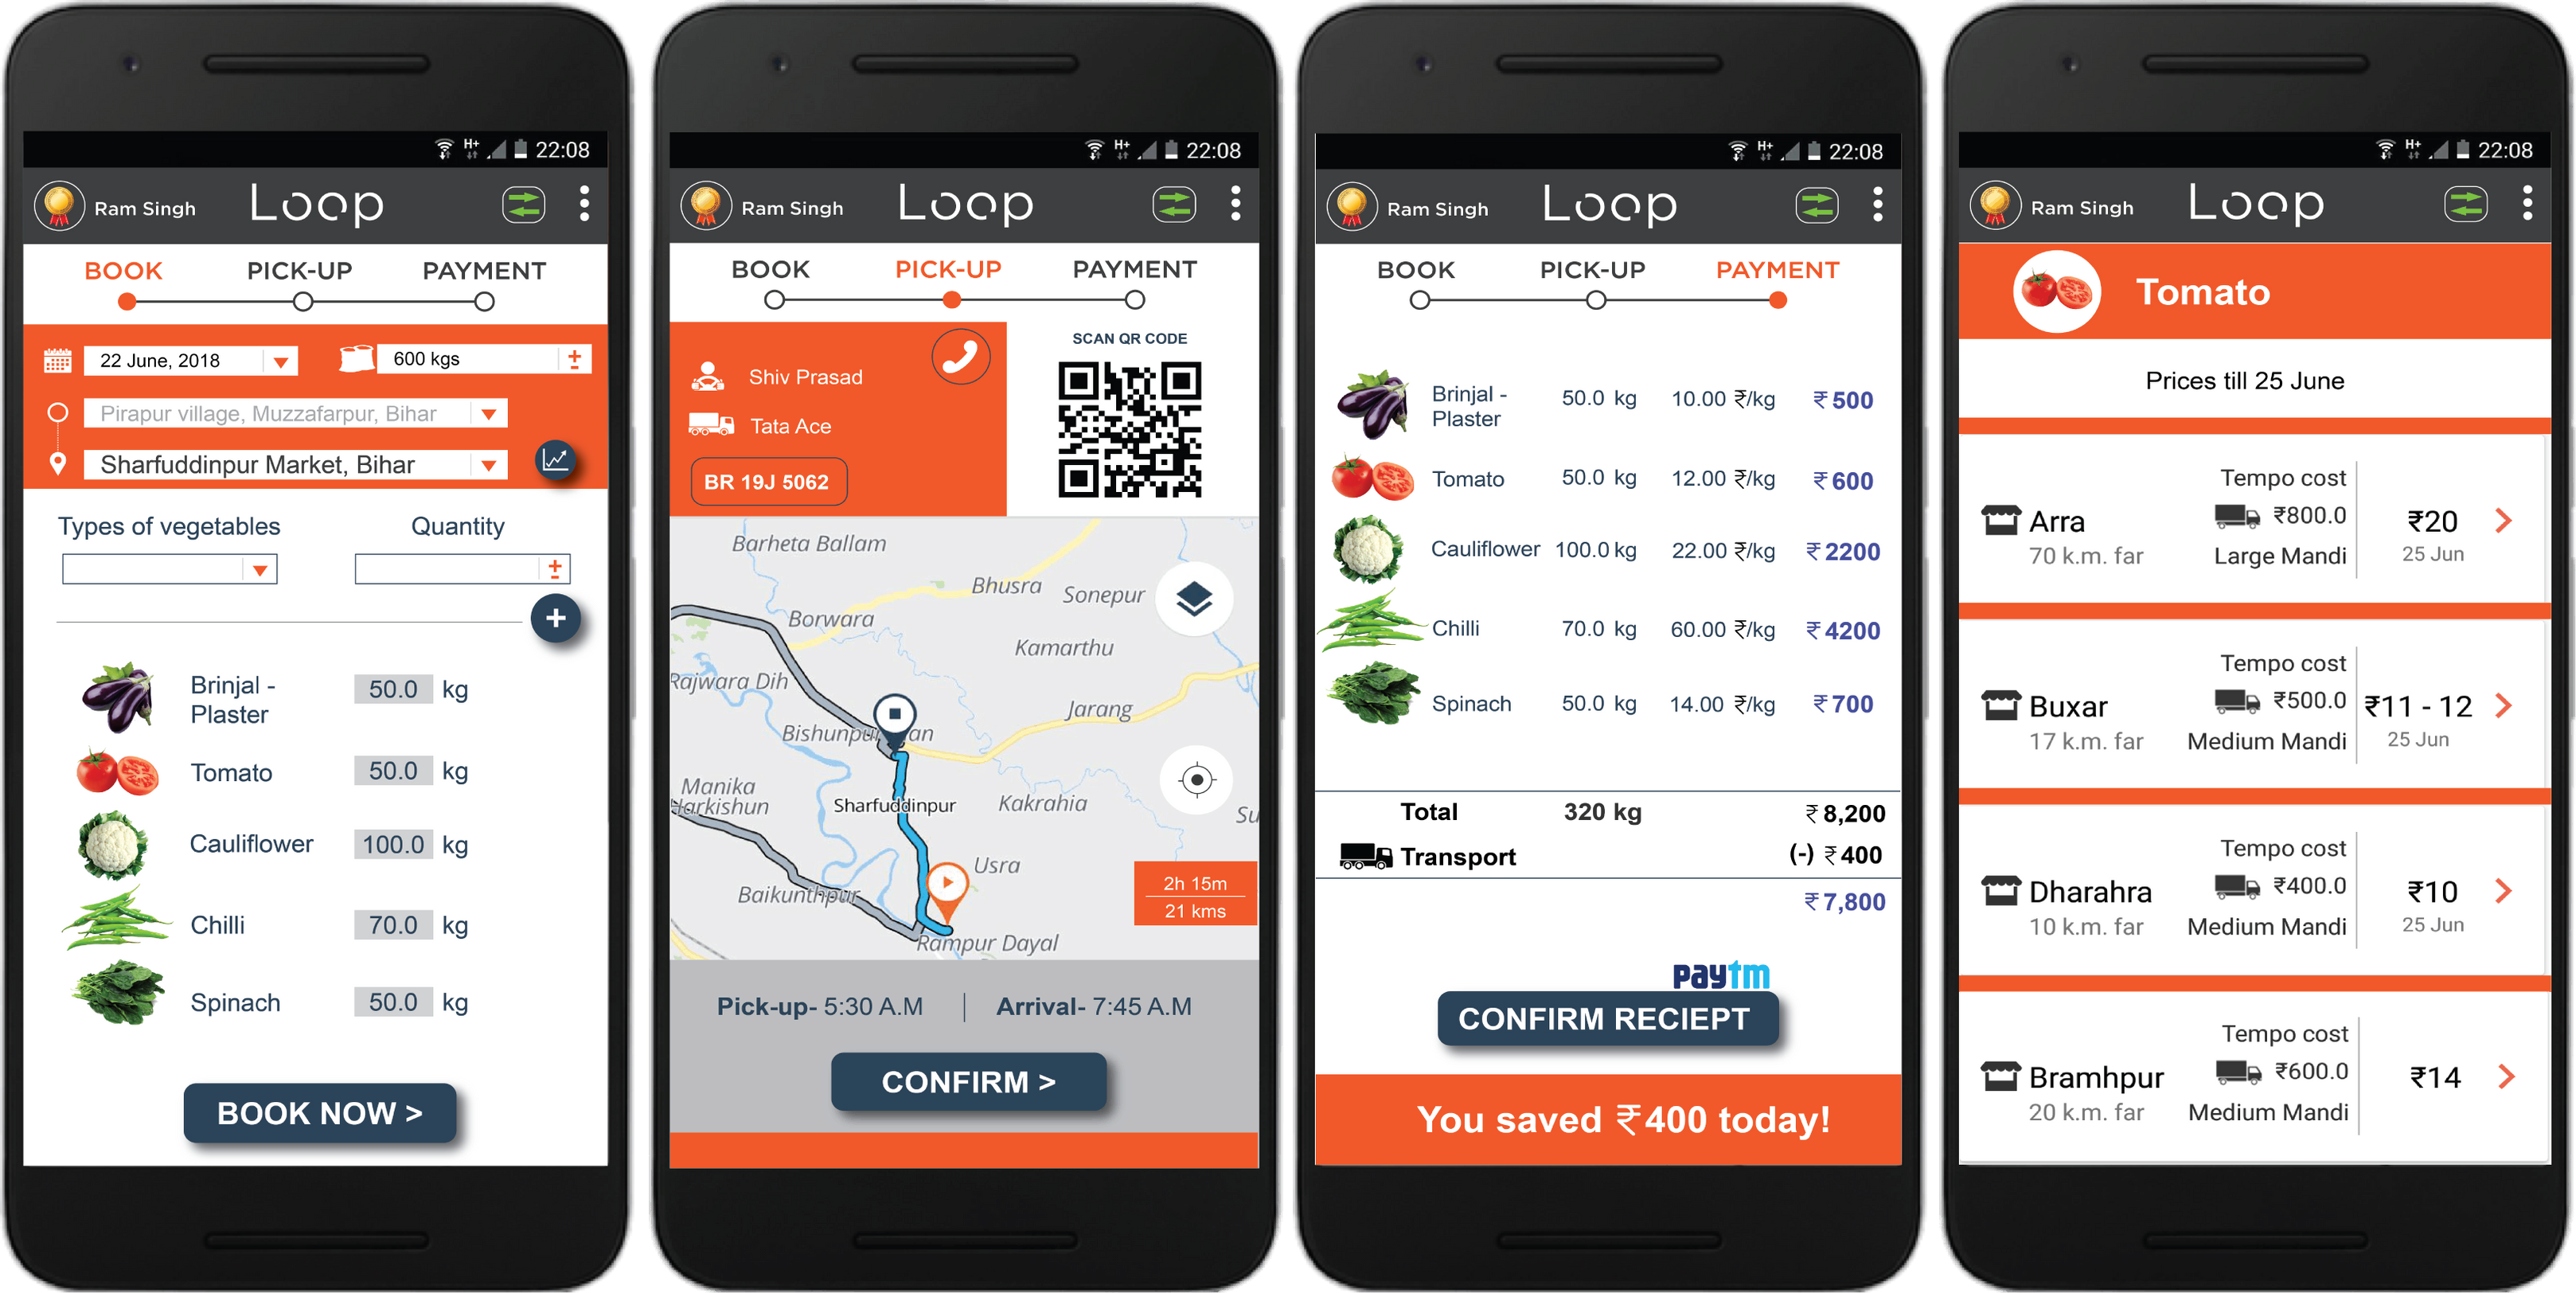 H+ 22:08
Ram Singh Loop
BOOK PICK-UP PAYMENT
22 June, 2018 600 kgs
Pirapur village, Muzzafarpur, Bihar
Sharfuddinpur Market, Bihar
Types of vegetables Quantity
Brinjal - Plaster 50.0 kg
Tomato 50.0 kg
Cauliflower 100.0 kg
Chilli 70.0 kg
Spinach 50.0 kg
BOOK NOW >
H+ 22:08
Ram Singh Loop
BOOK PICK-UP PAYMENT
Shiv Prasad
Tata Ace
BR 19J 5062
SCAN QR CODE
Barheta Ballam
Bhusra
Sonepur
Borwara
Kamarthu
Rajwara Dih
Jarang
Manika
Harkishun
Sharfuddinpur
Kakrahia
Su
Usra
Baikunthpur
Rampur Dayal
2h 15m
21 kms
Pick-up- 5:30 A.M | Arrival- 7:45 A.M
CONFIRM >
H+ 22:08
Ram Singh Loop
BOOK PICK-UP PAYMENT
Brinjal - Plaster 50.0 kg 10.00 ₹/kg ₹500
Tomato 50.0 kg 12.00 ₹/kg ₹600
Cauliflower 100.0 kg 22.00 ₹/kg ₹2200
Chilli 70.0 kg 60.00 ₹/kg ₹4200
Spinach 50.0 kg 14.00 ₹/kg ₹700
Total 320 kg ₹8,200
Transport (-) ₹400
₹7,800
paytm
CONFIRM RECIEPT
You saved ₹400 today!
H+ 22:08
Ram Singh Loop
Tomato
Prices till 25 June
Tempo cost
Arra ₹800.0 ₹20
70 k.m. far Large Mandi 25 Jun
Tempo cost
Buxar ₹500.0 ₹11 - 12
17 k.m. far Medium Mandi 25 Jun
Tempo cost
Dharahra ₹400.0 ₹10
10 k.m. far Medium Mandi 25 Jun
Tempo cost
Bramhpur ₹600.0 ₹14
20 k.m. far Medium Mandi